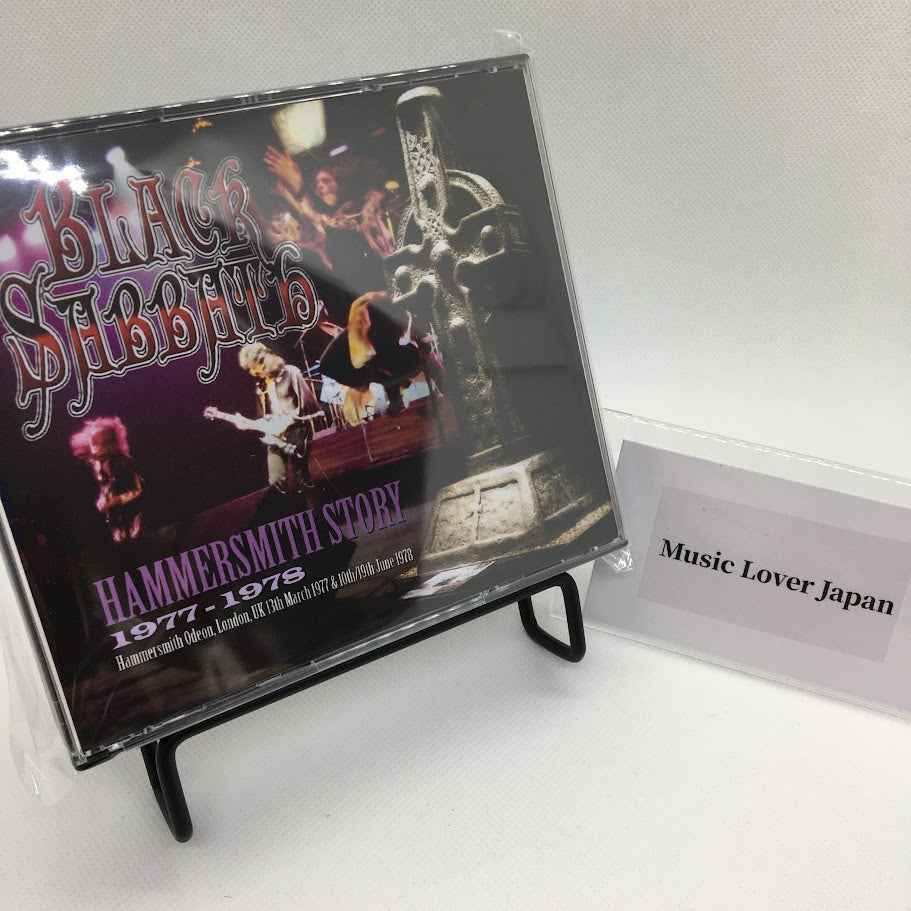 BLACK
SABBATH
HAMMERSMITH STORY
1977-1978
Hammersmith Odeon, London, UK 13th March 1977 & 10th/19th June 1978
Music Lover Japan